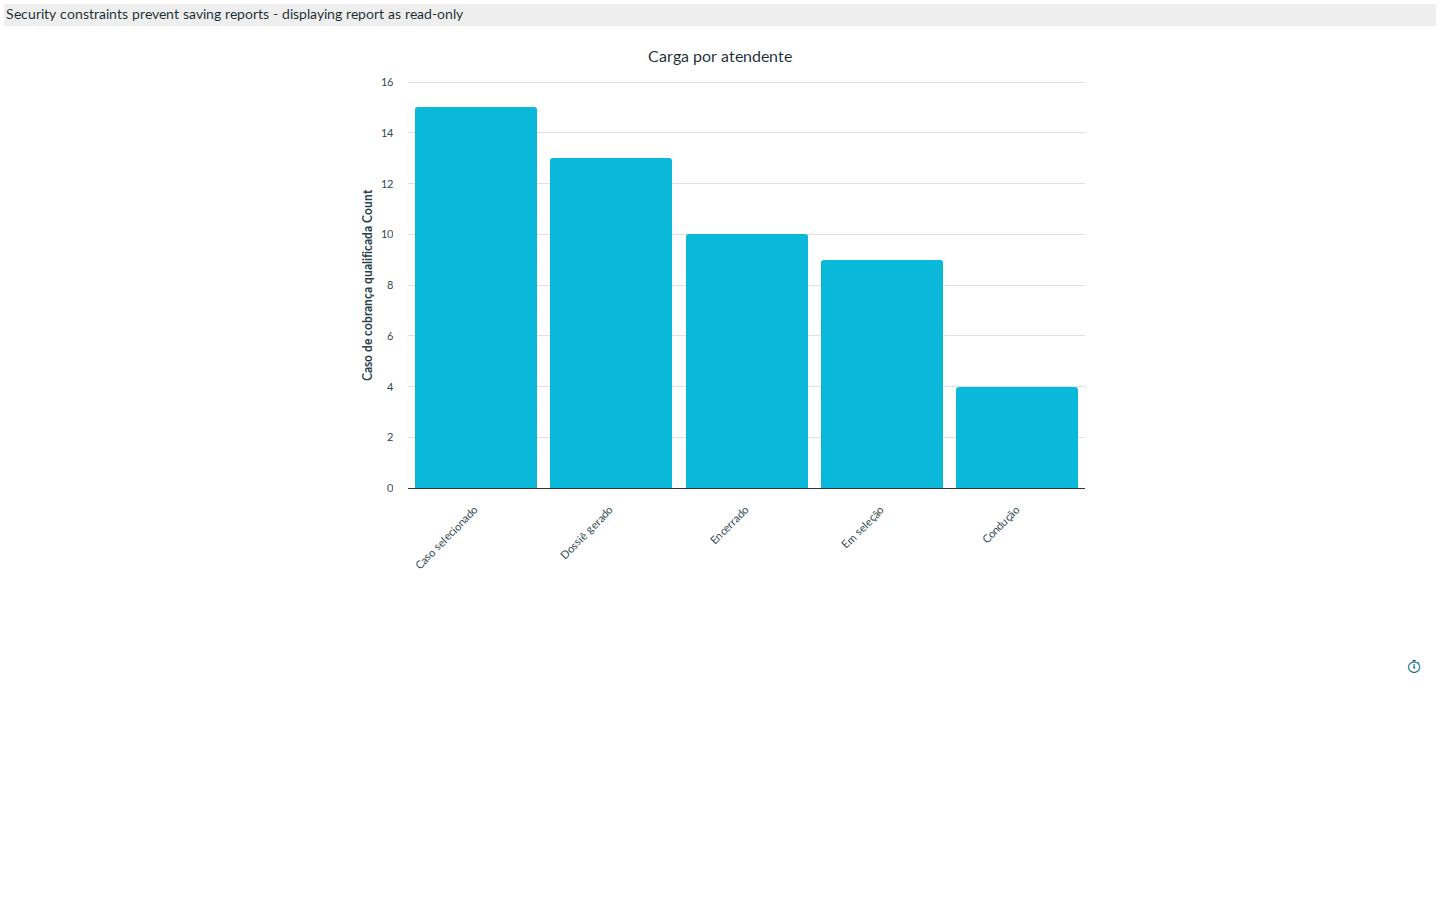 Security constraints prevent saving reports - displaying report as read-only
Carga por atendente
Caso de cobrança qualificada Count
16
14
12
10
8
6
4
2
0
Caso selecionado
Dossiê gerado
Encerrado
Em seleção
Condução